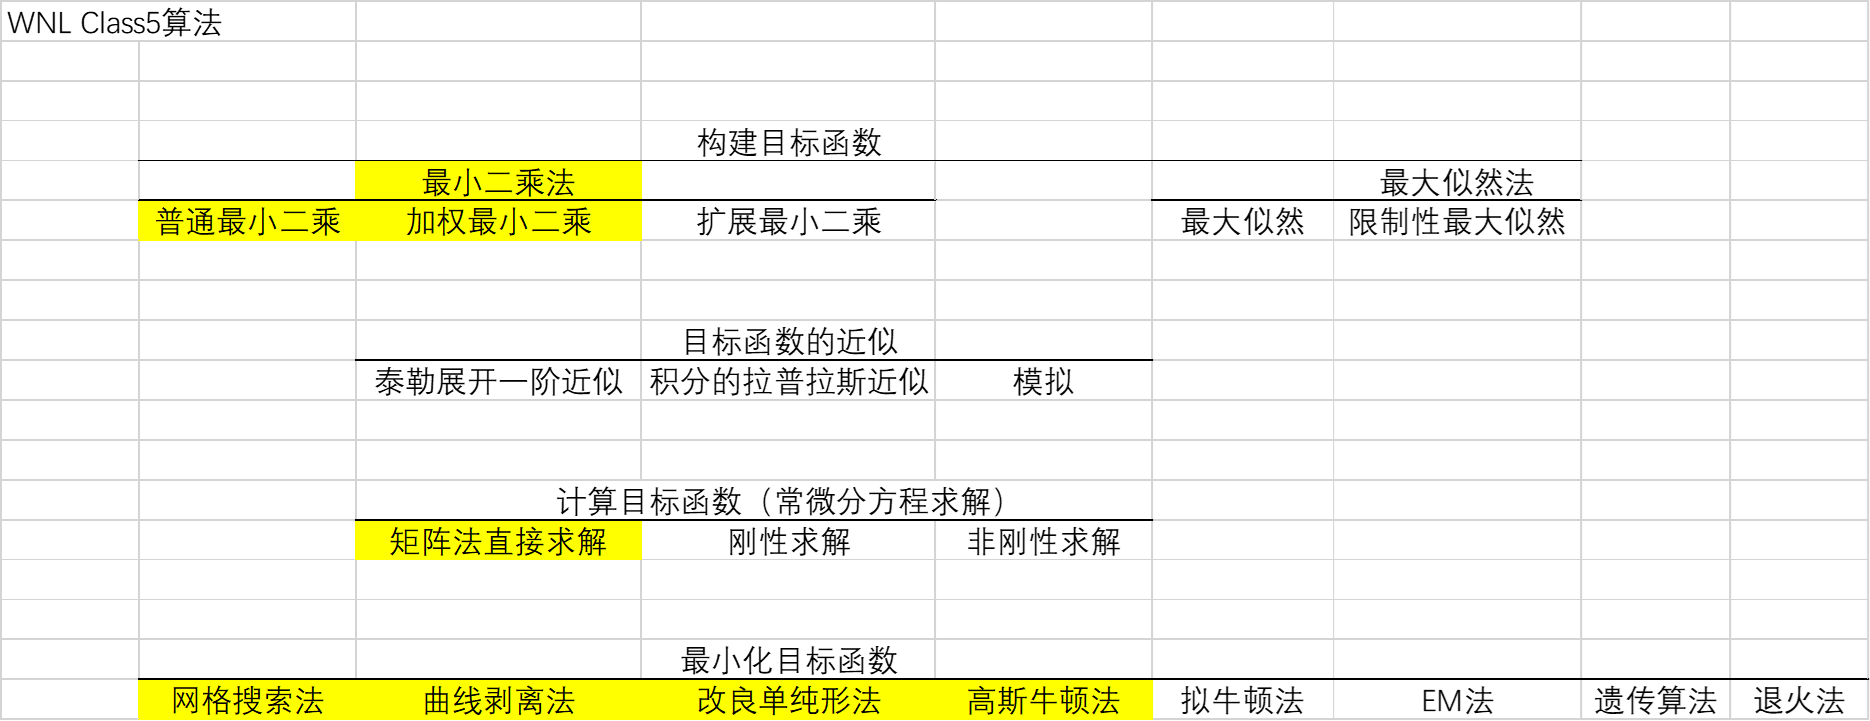 WNL Class5算法
构建目标函数
最小二乘法 最大似然法
普通最小二乘 加权最小二乘 扩展最小二乘 最大似然 限制性最大似然
目标函数的近似
泰勒展开一阶近似 积分的拉普拉斯近似 模拟
计算目标函数（常微分方程求解）
矩阵法直接求解 刚性求解 非刚性求解
最小化目标函数
网格搜索法 曲线剥离法 改良单纯形法 高斯牛顿法 拟牛顿法 EM法 遗传算法 退火法